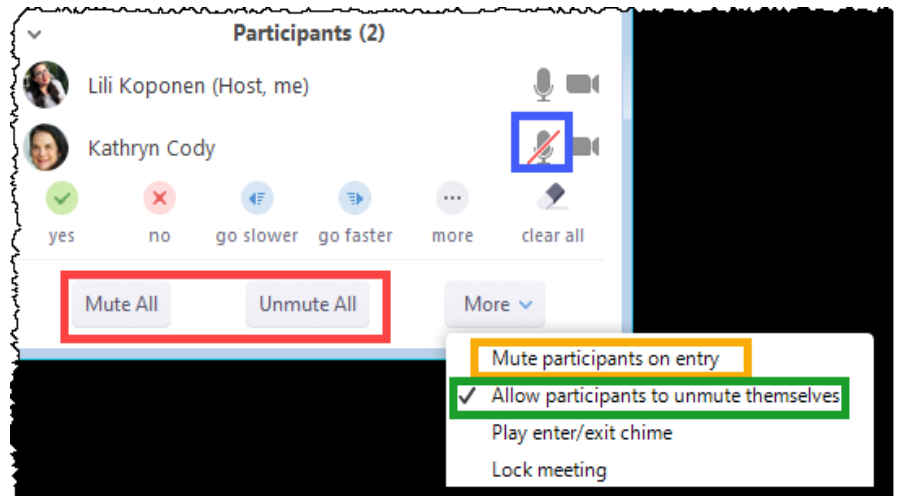 Participants (2)
Lili Koponen (Host, me)
Kathryn Cody
yes no go slower go faster more clear all
Mute All Unmute All More
Mute participants on entry
Allow participants to unmute themselves
Play enter/exit chime
Lock meeting